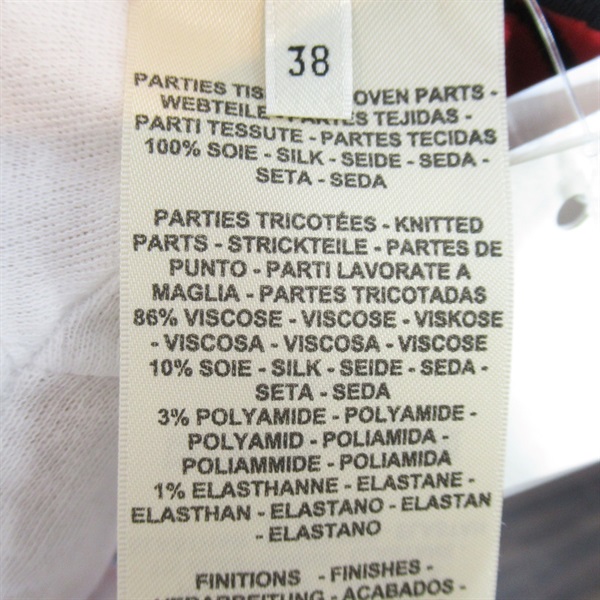 38
PARTIES OVEN PARTS -
WEBTEILE PARTES TEJIDAS -
PARTI TESSUTE - PARTES TECIDAS
100% SOIE - SILK - SEIDE - SEDA -
SETA - SEDA
PARTIES TRICOTÉES - KNITTED
PARTS - STRICKTEILE - PARTES DE
PUNTO - PARTI LAVORATE A
MAGLIA - PARTES TRICOTADAS
86% VISCOSE - VISCOSE - VISKOSE
- VISCOSA - VISCOSA - VISCOSE
10% SOIE - SILK - SEIDE - SEDA -
SETA - SEDA
3% POLYAMIDE - POLYAMIDE -
POLYAMID - POLIAMIDA -
POLIAMMIDE - POLIAMIDA
1% ELASTHANNE - ELASTANE -
ELASTHAN - ELASTANO - ELASTAN
- ELASTANO
FINITIONS - FINISHES -
VERARBEITUNG - ACABADOS -